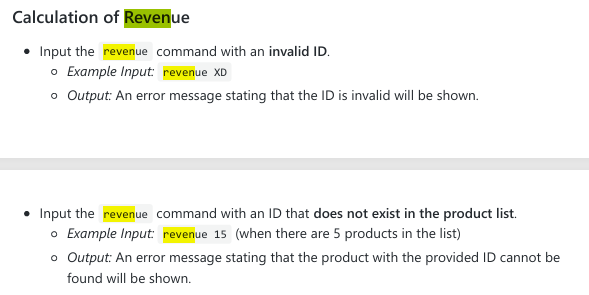 Calculation of Revenue
• Input the revenue command with an invalid ID.
◦ Example Input: revenue XD
◦ Output: An error message stating that the ID is invalid will be shown.
• Input the revenue command with an ID that does not exist in the product list.
◦ Example Input: revenue 15 (when there are 5 products in the list)
◦ Output: An error message stating that the product with the provided ID cannot be
found will be shown.